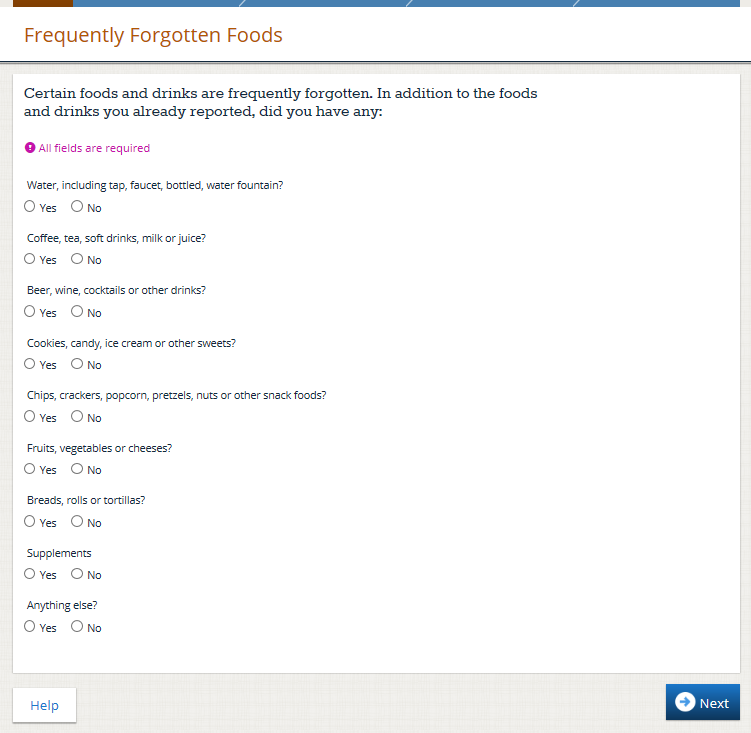 Frequently Forgotten Foods
Certain foods and drinks are frequently forgotten. In addition to the foods
and drinks you already reported, did you have any:
All fields are required
Water, including tap, faucet, bottled, water fountain?
Yes No
Coffee, tea, soft drinks, milk or juice?
Yes No
Beer, wine, cocktails or other drinks?
Yes No
Cookies, candy, ice cream or other sweets?
Yes No
Chips, crackers, popcorn, pretzels, nuts or other snack foods?
Yes No
Fruits, vegetables or cheeses?
Yes No
Breads, rolls or tortillas?
Yes No
Supplements
Yes No
Anything else?
Yes No
Help
Next